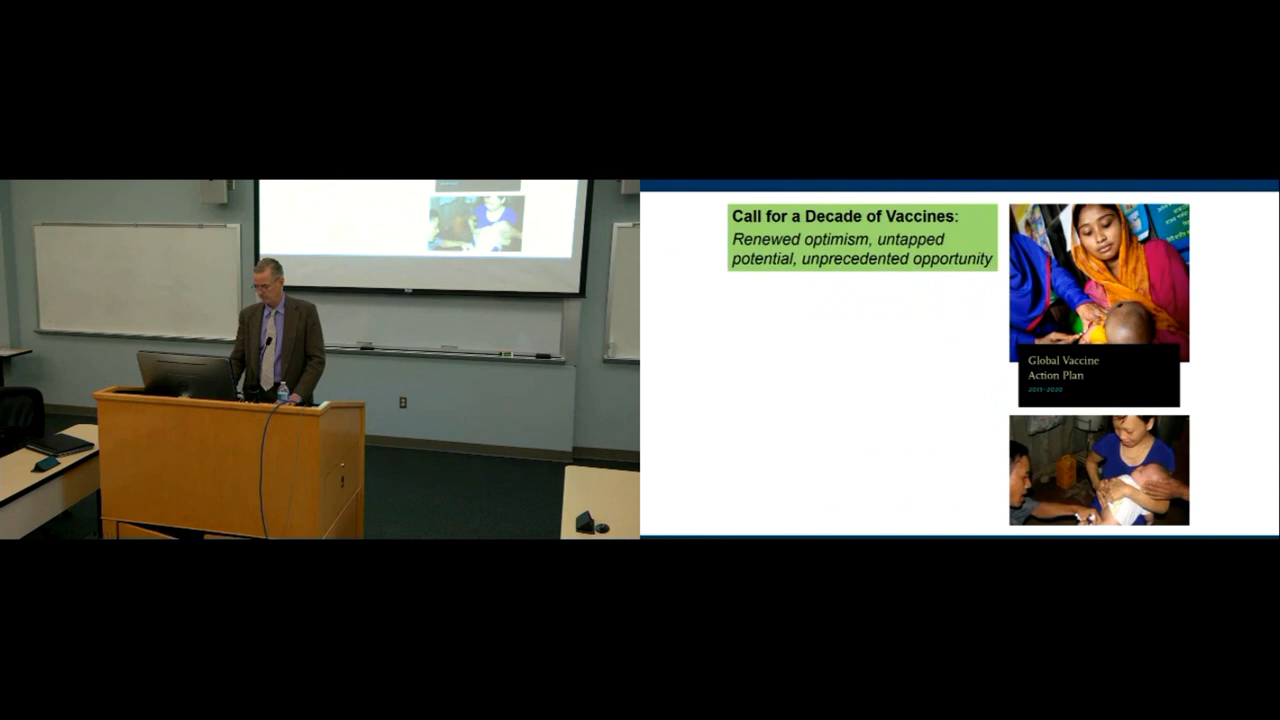 Call for a Decade of Vaccines:
Renewed optimism, untapped
potential, unprecedented opportunity
Global Vaccine
Action Plan
2011-2020